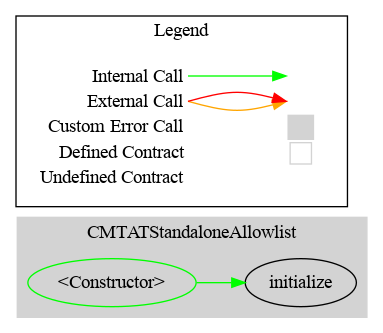 Legend
Internal Call
External Call
Custom Error Call
Defined Contract
Undefined Contract
CMTATStandaloneAllowlist
<Constructor>
initialize